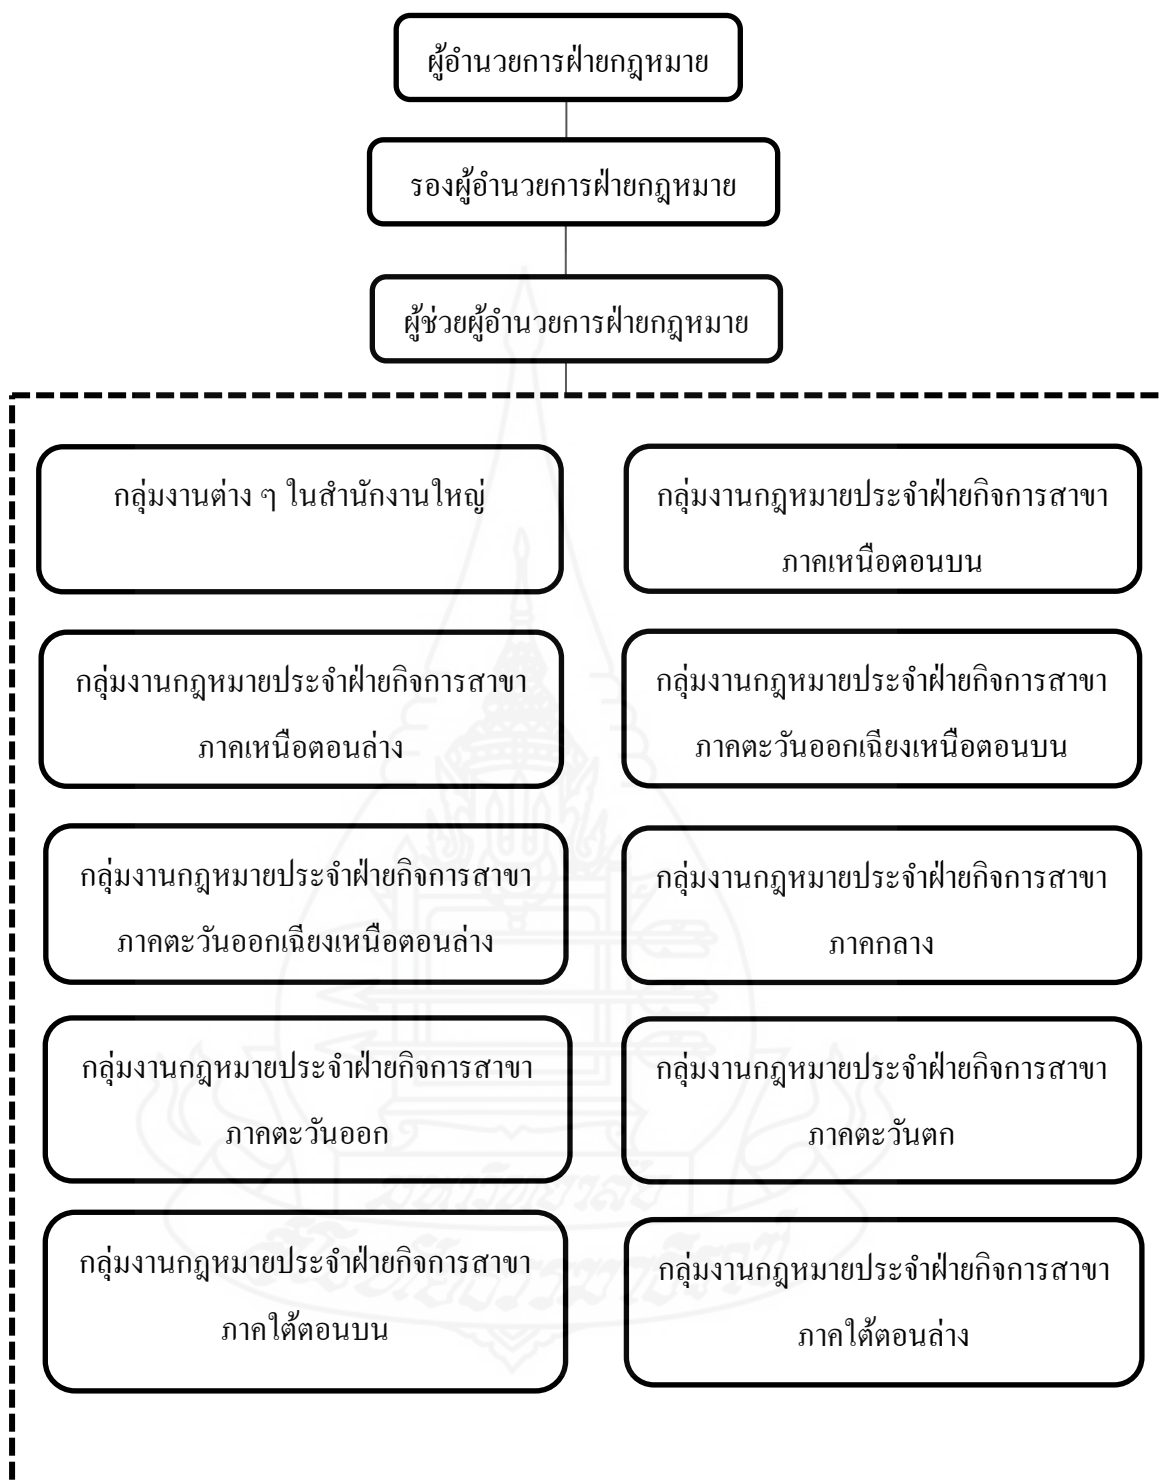 ผู้อำนวยการฝ่ายกฎหมาย
รองผู้อำนวยการฝ่ายกฎหมาย
ผู้ช่วยผู้อำนวยการฝ่ายกฎหมาย
กลุ่มงานต่าง ๆ ในสำนักงานใหญ่
กลุ่มงานกฎหมายประจำฝ่ายกิจการสาขา
ภาคเหนือตอนบน
กลุ่มงานกฎหมายประจำฝ่ายกิจการสาขา
ภาคเหนือตอนล่าง
กลุ่มงานกฎหมายประจำฝ่ายกิจการสาขา
ภาคตะวันออกเฉียงเหนือตอนบน
กลุ่มงานกฎหมายประจำฝ่ายกิจการสาขา
ภาคตะวันออกเฉียงเหนือตอนล่าง
กลุ่มงานกฎหมายประจำฝ่ายกิจการสาขา
ภาคกลาง
กลุ่มงานกฎหมายประจำฝ่ายกิจการสาขา
ภาคตะวันออก
กลุ่มงานกฎหมายประจำฝ่ายกิจการสาขา
ภาคตะวันตก
กลุ่มงานกฎหมายประจำฝ่ายกิจการสาขา
ภาคใต้ตอนบน
กลุ่มงานกฎหมายประจำฝ่ายกิจการสาขา
ภาคใต้ตอนล่าง
มหาวิทยาลัย
สุโขทัยธรรมาธิราช